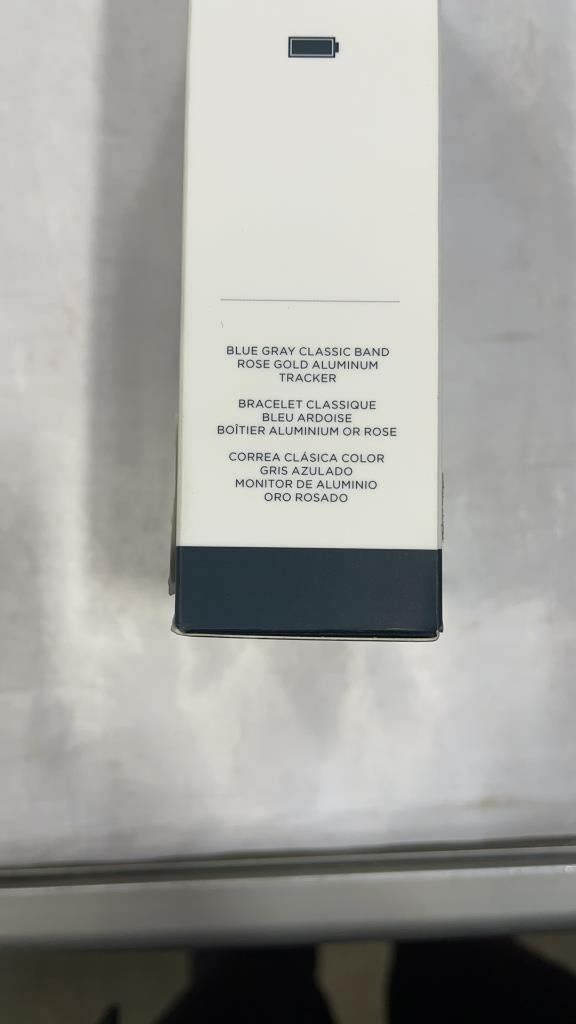 BLUE GRAY CLASSIC BAND
ROSE GOLD ALUMINUM
TRACKER
BRACELET CLASSIQUE
BLEU ARDOISE
BOÎTIER ALUMINIUM OR ROSE
CORREA CLÁSICA COLOR
GRIS AZULADO
MONITOR DE ALUMINIO
ORO ROSADO